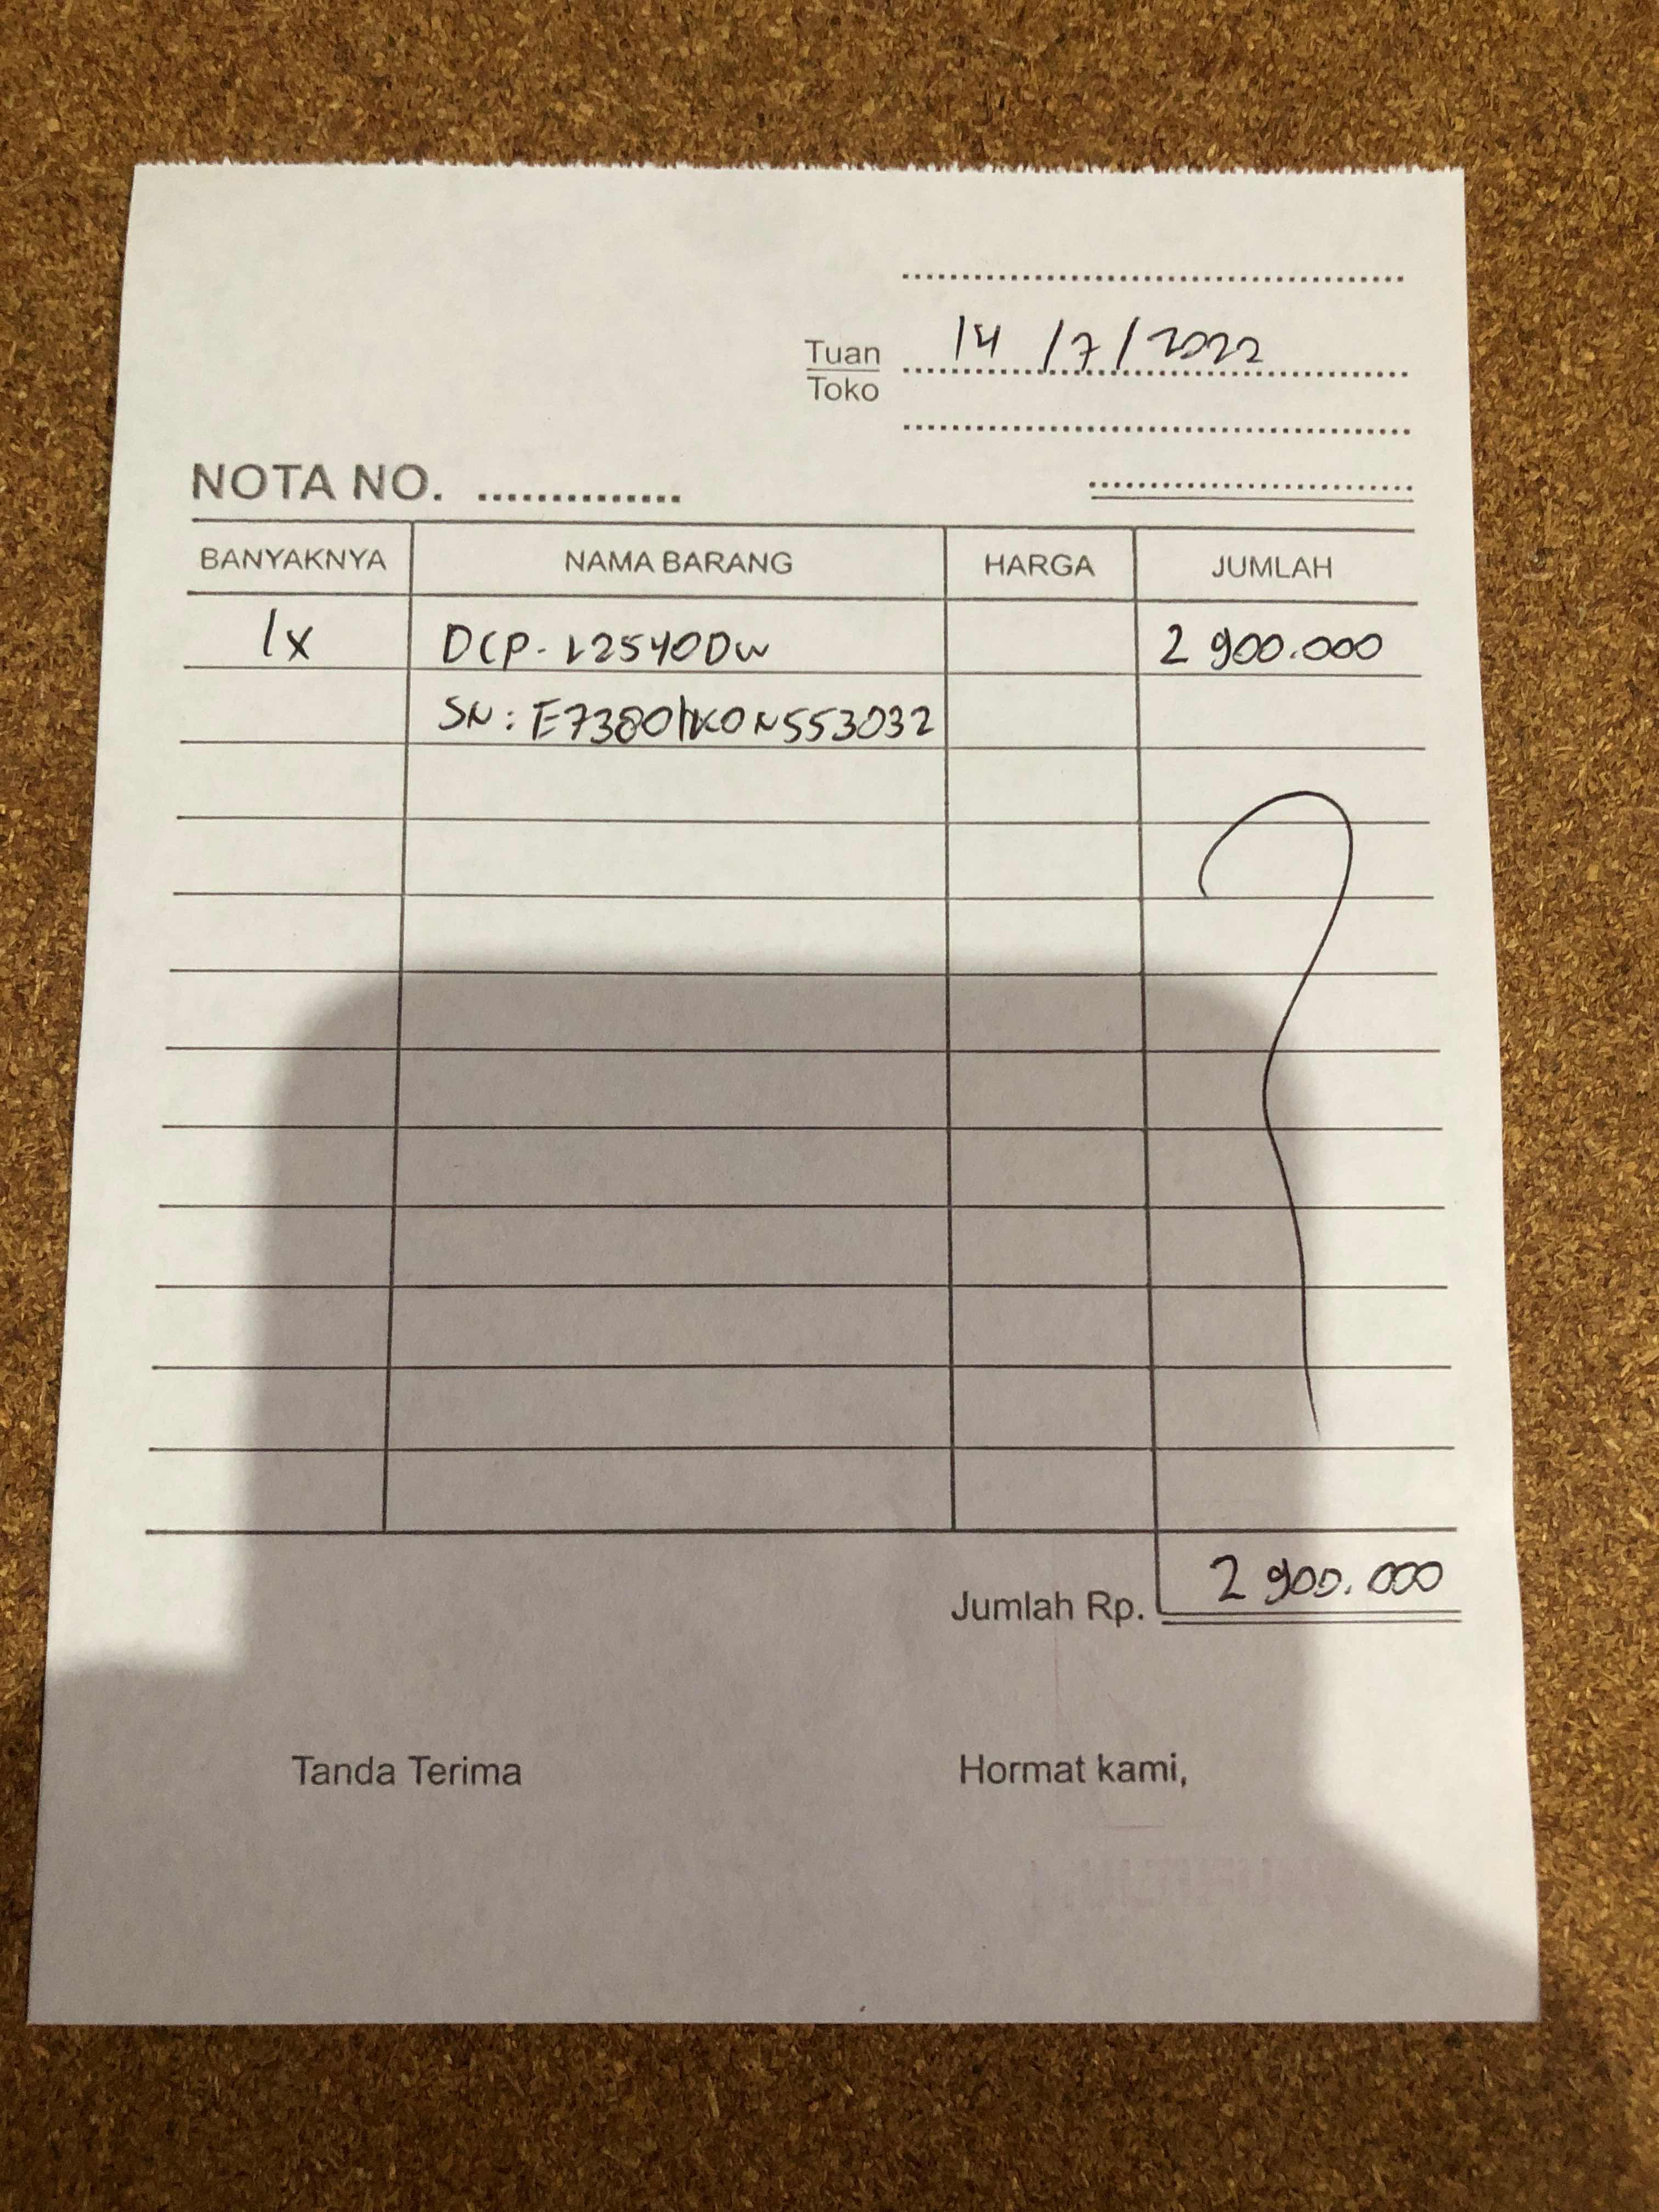 14/7/2022
Tuan
Toko
NOTA NO. ..............
BANYAKNYA NAMA BARANG HARGA JUMLAH
1x DCP-L2540DW 2 900.000
SN:
Jumlah Rp. 2 900.000
Tanda Terima Hormat kami,